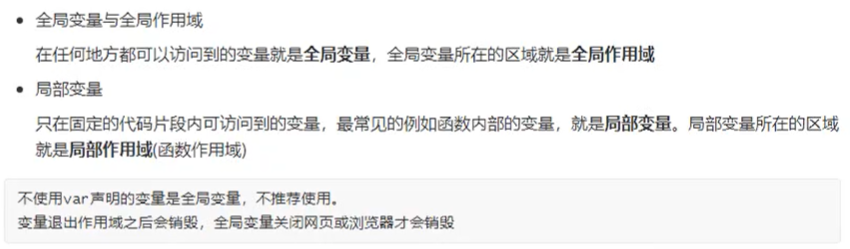 全局变量与全局作用域
在任何地方都可以访问到的变量就是全局变量，全局变量所在的区域就是全局作用域
局部变量
只在固定的代码片段内可访问到的变量，最常见的例如函数内部的变量，就是局部变量。局部变量所在的区域
就是局部作用域(函数作用域)
不使用var声明的变量是全局变量，不推荐使用。
变量退出作用域之后会销毁，全局变量关闭网页或浏览器才会销毁